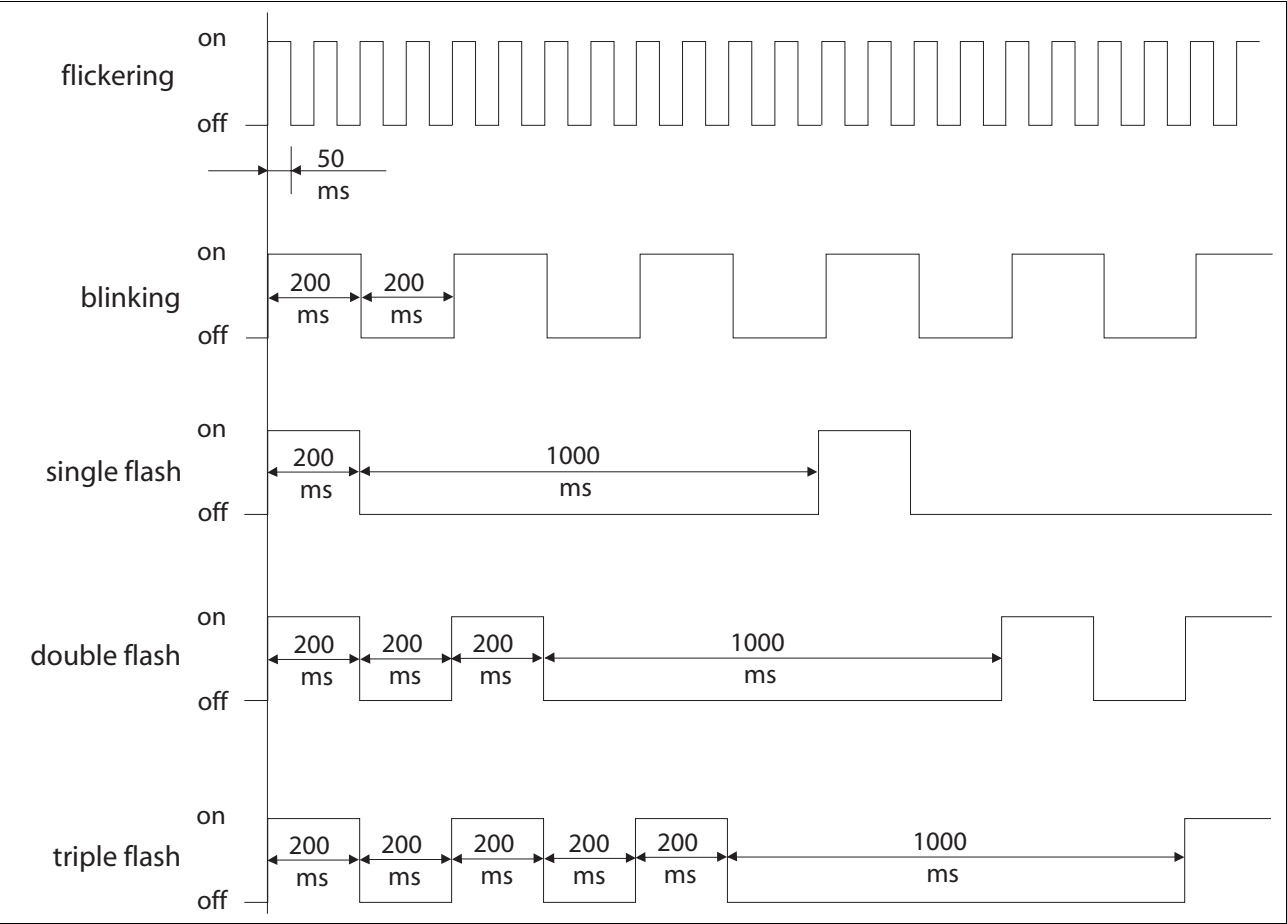 on
flickering
off
50
ms
on
200 200
blinking
ms ms
off
on
200 1000
single flash
ms ms
off
on
200 200 200 1000
double flash
ms ms ms ms
off
on
200 200 200 200 200 1000
triple flash
ms ms ms ms ms ms
off